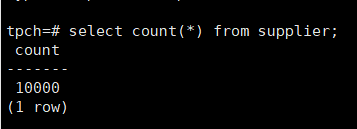 tpch=# select count(*) from supplier;
count
-------
10000
(1 row)